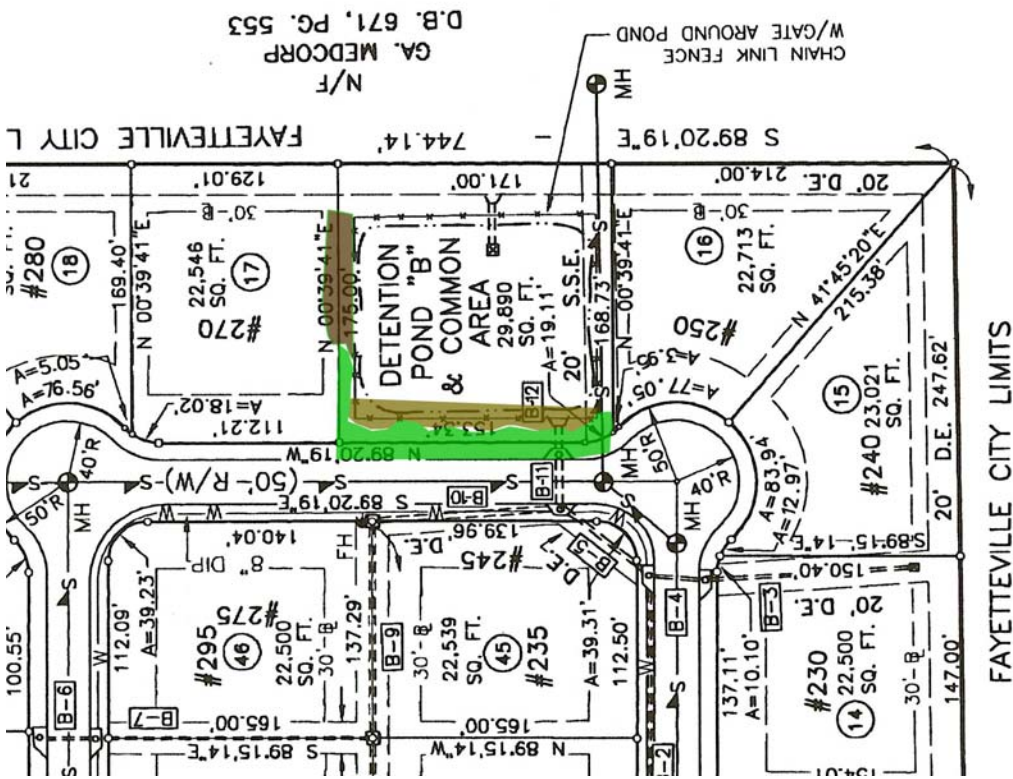 D.B. 671, PG. 553
GA. MEDCORP
N/F
CHAIN LINK FENCE
W/GATE AROUND POND
MH
FAYETTEVILLE CITY L
744.14'
S 89°20'19"E
21
129.01'
171.00'
214.00'
20' D.E.
30'-B
30'-B
#280
18
169.40'
N 00°39'41"E
22,546
SQ. FT.
17
#270
N 00°39'41"E
175.00'
DETENTION
POND "B"
& COMMON
AREA
29,890
SQ. FT.
A=19.11'
20' S.S.E.
168.73'
N 00°39'41"E
16
22,713
SQ. FT.
#250
N 41°45'20"E
215.38'
A=5.05'
A=76.59'
A=18.02'
112.21'
153.34'
N 89°20'19"W
B-12
A=3.95'
A=77.05'
15
23,021
SQ. FT.
#240
20' D.E. 247.62'
FAYETTEVILLE CITY LIMITS
40'R
50'R
MH
S
(50'-R/W)
S
S
B-11
MH
50'R
40'R
A=83.94'
A=12.97'
S 89°20'19"E
B-10
W
W
W
MH
140.04'
FH
139.96'
D.E.
D.E.
B-5
S 89°15'14"E
150.40'
8" DIP
#275
#245
B-3
20' D.E.
A=39.23'
112.09'
#295
46
22,500
SQ. FT.
30'-B
137.29'
B-9
30'-B
22,539
SQ. FT.
45
#235
A=39.31'
112.50'
B-4
137.11'
A=10.10'
#230
14
22,500
SQ. FT.
30'-B
147.00'
100.55
B-6
B-7
165.00'
165.00'
S 89°15'14"E
FH
N 89°15'14"W
B-2
154.01